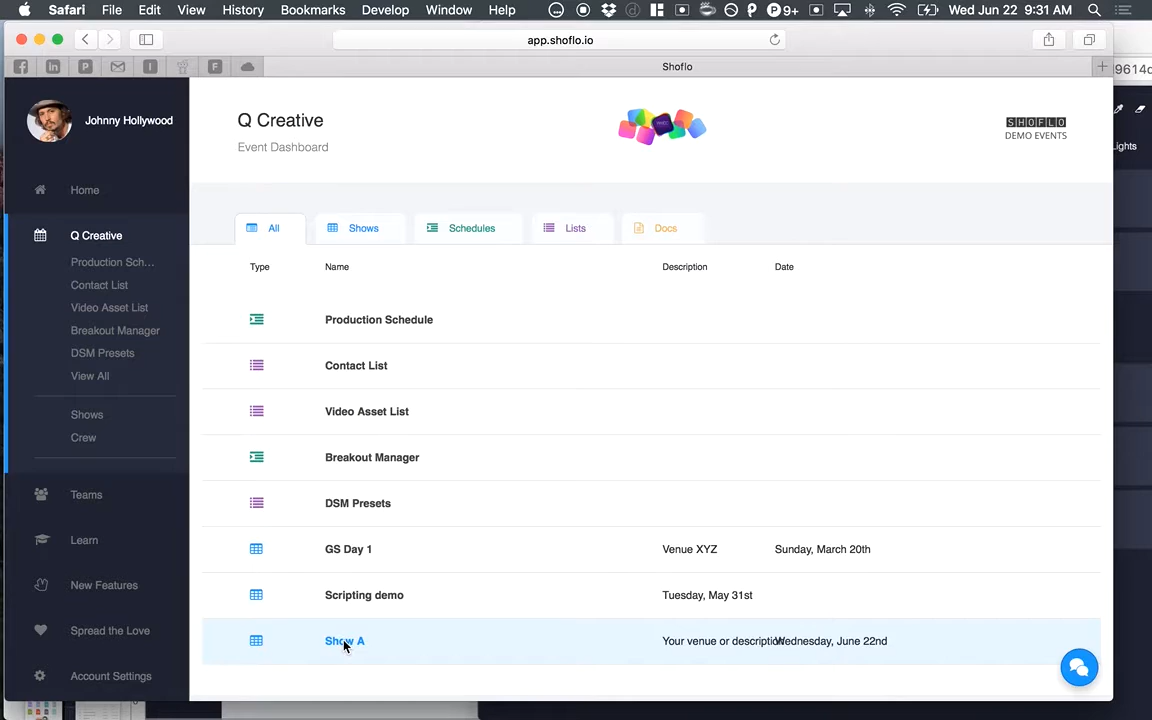 Safari File Edit View History Bookmarks Develop Window Help 9+ Wed Jun 22 9:31 AM
app.shoflo.io
Shoflo
9614d
Johnny Hollywood
Q Creative
Event Dashboard
SHOFLO
DEMO EVENTS
Lights
Home
Q Creative
Production Sch...
Contact List
Video Asset List
Breakout Manager
DSM Presets
View All
Shows
Crew
Teams
Learn
New Features
Spread the Love
Account Settings
All Shows Schedules Lists Docs
Type Name Description Date
Production Schedule
Contact List
Video Asset List
Breakout Manager
DSM Presets
GS Day 1 Venue XYZ Sunday, March 20th
Scripting demo Tuesday, May 31st
Show A Your venue or description Wednesday, June 22nd